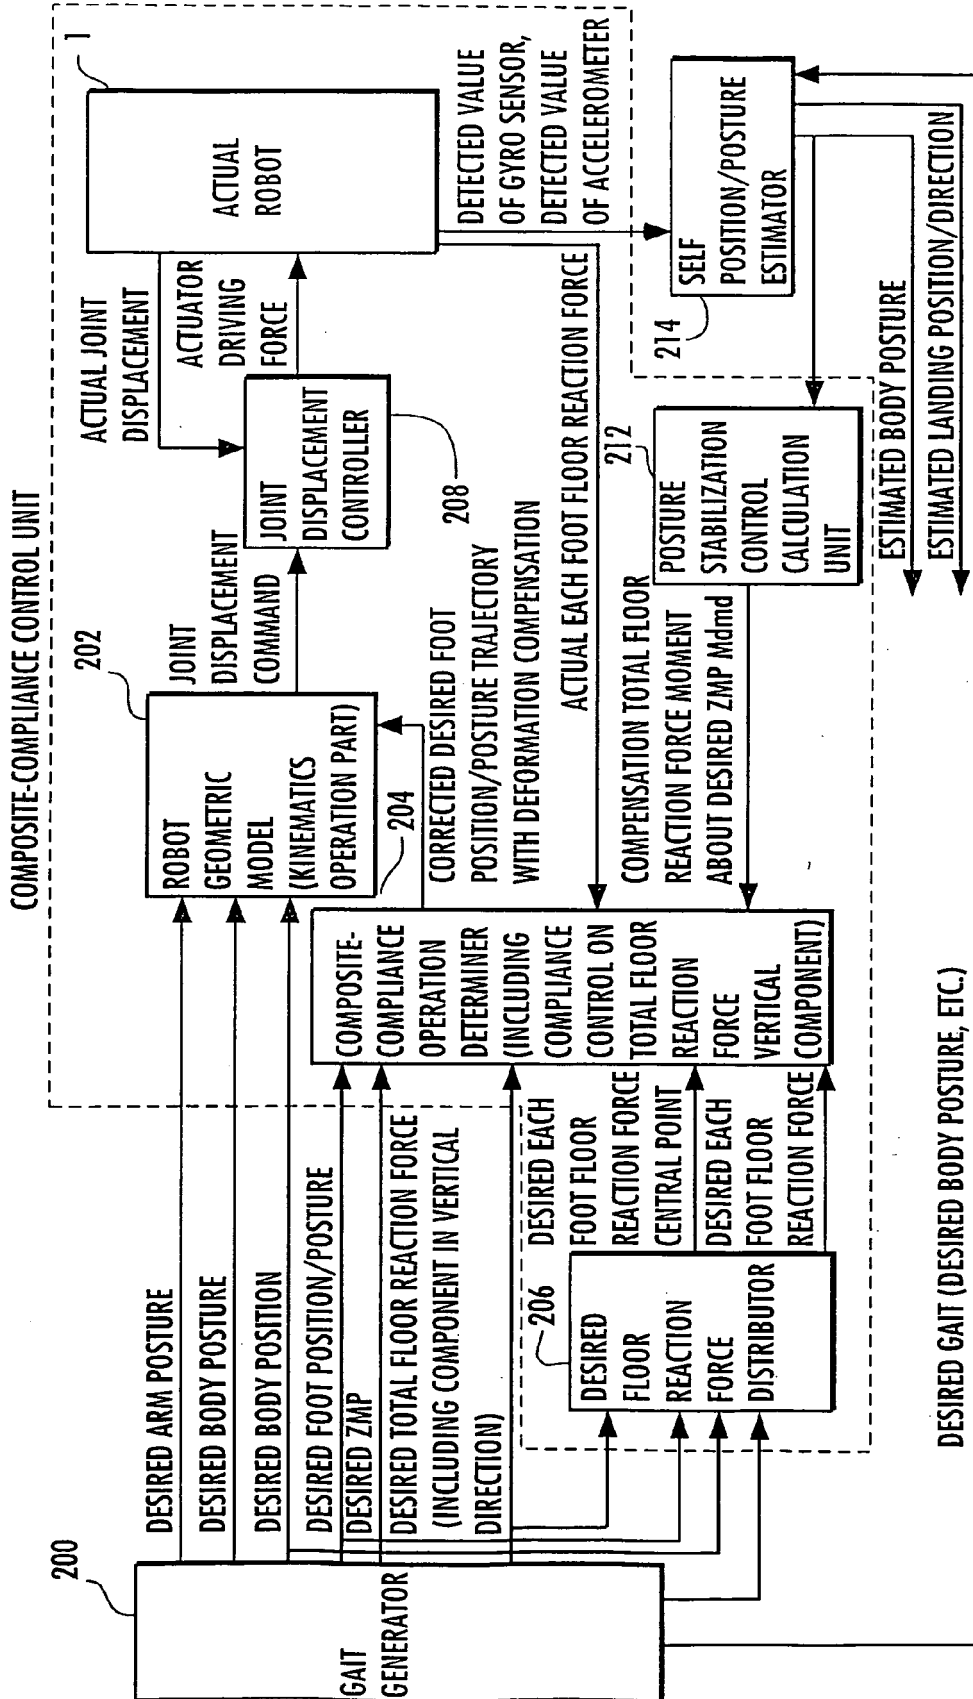 COMPOSITE-COMPLIANCE CONTROL UNIT
200
GAIT
GENERATOR
DESIRED ARM POSTURE
DESIRED BODY POSTURE
DESIRED BODY POSITION
DESIRED FOOT POSITION/POSTURE
DESIRED ZMP
DESIRED TOTAL FLOOR REACTION FORCE
(INCLUDING COMPONENT IN VERTICAL
DIRECTION)
206
DESIRED
FLOOR
REACTION
FORCE
DISTRIBUTOR
DESIRED EACH
FOOT FLOOR
REACTION FORCE
CENTRAL POINT
DESIRED EACH
FOOT FLOOR
REACTION FORCE
202
ROBOT
GEOMETRIC
MODEL
(KINEMATICS
OPERATION PART)
204
COMPOSITE-
COMPLIANCE
OPERATION
DETERMINER
(INCLUDING
COMPLIANCE
CONTROL ON
TOTAL FLOOR
REACTION
FORCE
VERTICAL
COMPONENT)
JOINT
DISPLACEMENT
COMMAND
CORRECTED DESIRED FOOT
POSITION/POSTURE TRAJECTORY
WITH DEFORMATION COMPENSATION
ACTUAL EACH FOOT FLOOR REACTION FORCE
COMPENSATION TOTAL FLOOR
REACTION FORCE MOMENT
ABOUT DESIRED ZMP Mdmd
JOINT
DISPLACEMENT
CONTROLLER
208
ACTUAL JOINT
DISPLACEMENT
ACTUATOR
DRIVING
FORCE
1
ACTUAL
ROBOT
DETECTED VALUE
OF GYRO SENSOR,
DETECTED VALUE
OF ACCELEROMETER
212
POSTURE
STABILIZATION
CONTROL
CALCULATION
UNIT
214
SELF
POSITION/POSTURE
ESTIMATOR
ESTIMATED BODY POSTURE
ESTIMATED LANDING POSITION/DIRECTION
DESIRED GAIT (DESIRED BODY POSTURE, ETC.)